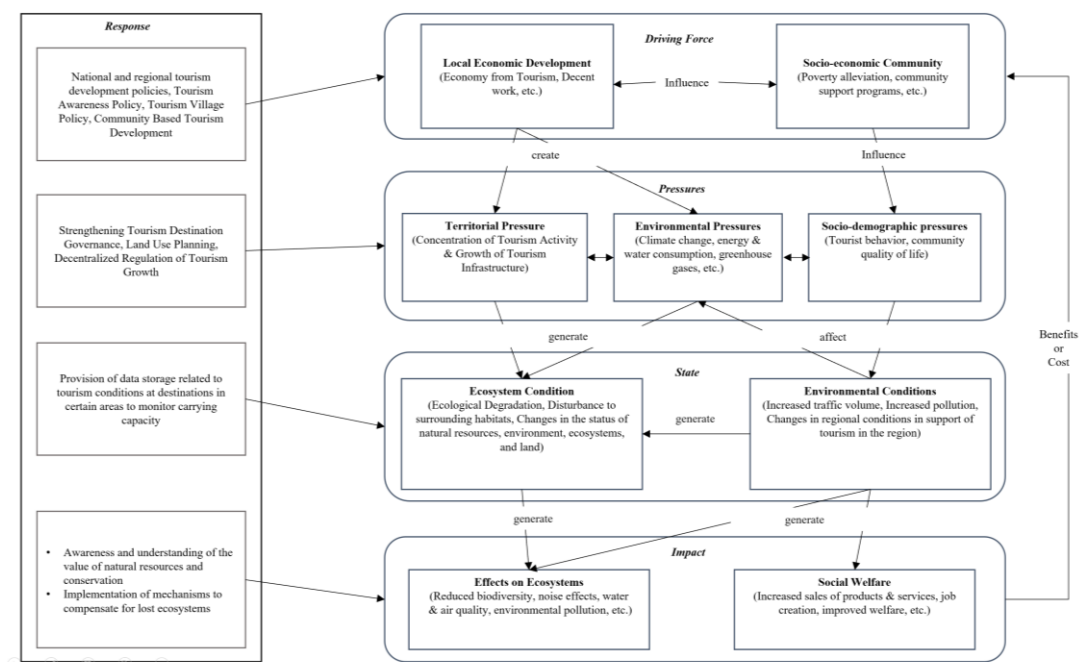 Response
National and regional tourism
development policies, Tourism
Awareness Policy, Tourism Village
Policy, Community Based Tourism
Development
Strengthening Tourism Destination
Governance, Land Use Planning,
Decentralized Regulation of Tourism
Growth
Provision of data storage related to
tourism conditions at destinations in
certain areas to monitor carrying
capacity
• Awareness and understanding of the
value of natural resources and
conservation
• Implementation of mechanisms to
compensate for lost ecosystems
Driving Force
Local Economic Development
(Economy from Tourism, Decent
work, etc.)
Influence
Socio-economic Community
(Poverty alleviation, community
support programs, etc.)
create
Influence
Pressures
Territorial Pressure
(Concentration of Tourism Activity
& Growth of Tourism
Infrastructure)
Environmental Pressures
(Climate change, energy &
water consumption, greenhouse
gases, etc.)
Socio-demographic pressures
(Tourist behavior, community
quality of life)
generate
affect
State
Ecosystem Condition
(Ecological Degradation, Disturbance to
surrounding habitats, Changes in the status of
natural resources, environment, ecosystems,
and land)
generate
Environmental Conditions
(Increased traffic volume, Increased pollution,
Changes in regional conditions in support of
tourism in the region)
generate
generate
Impact
Effects on Ecosystems
(Reduced biodiversity, noise effects, water
& air quality, environmental pollution, etc.)
Social Welfare
(Increased sales of products & services, job
creation, improved welfare, etc.)
Benefits
or
Cost